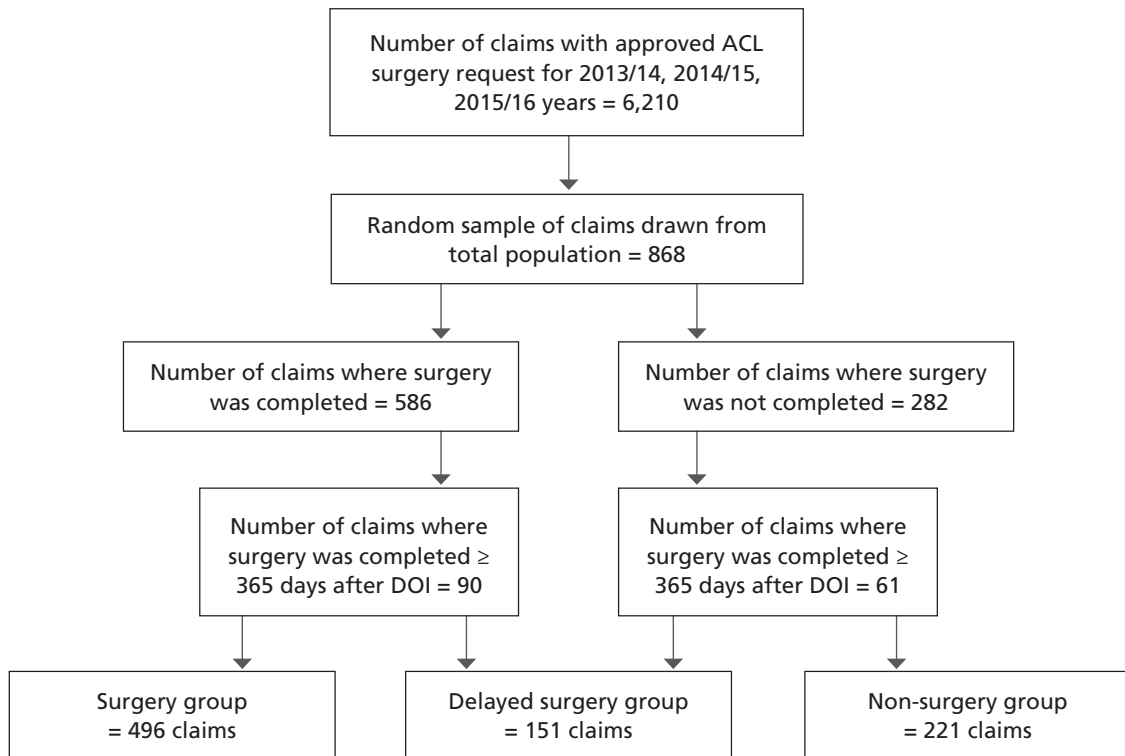 Number of claims with approved ACL
surgery request for 2013/14, 2014/15,
2015/16 years = 6,210
Random sample of claims drawn from
total population = 868
Number of claims where surgery
was completed = 586
Number of claims where surgery
was not completed = 282
Number of claims where
surgery was completed ≥
365 days after DOI = 90
Number of claims where
surgery was completed ≥
365 days after DOI = 61
Surgery group
= 496 claims
Delayed surgery group
= 151 claims
Non-surgery group
= 221 claims